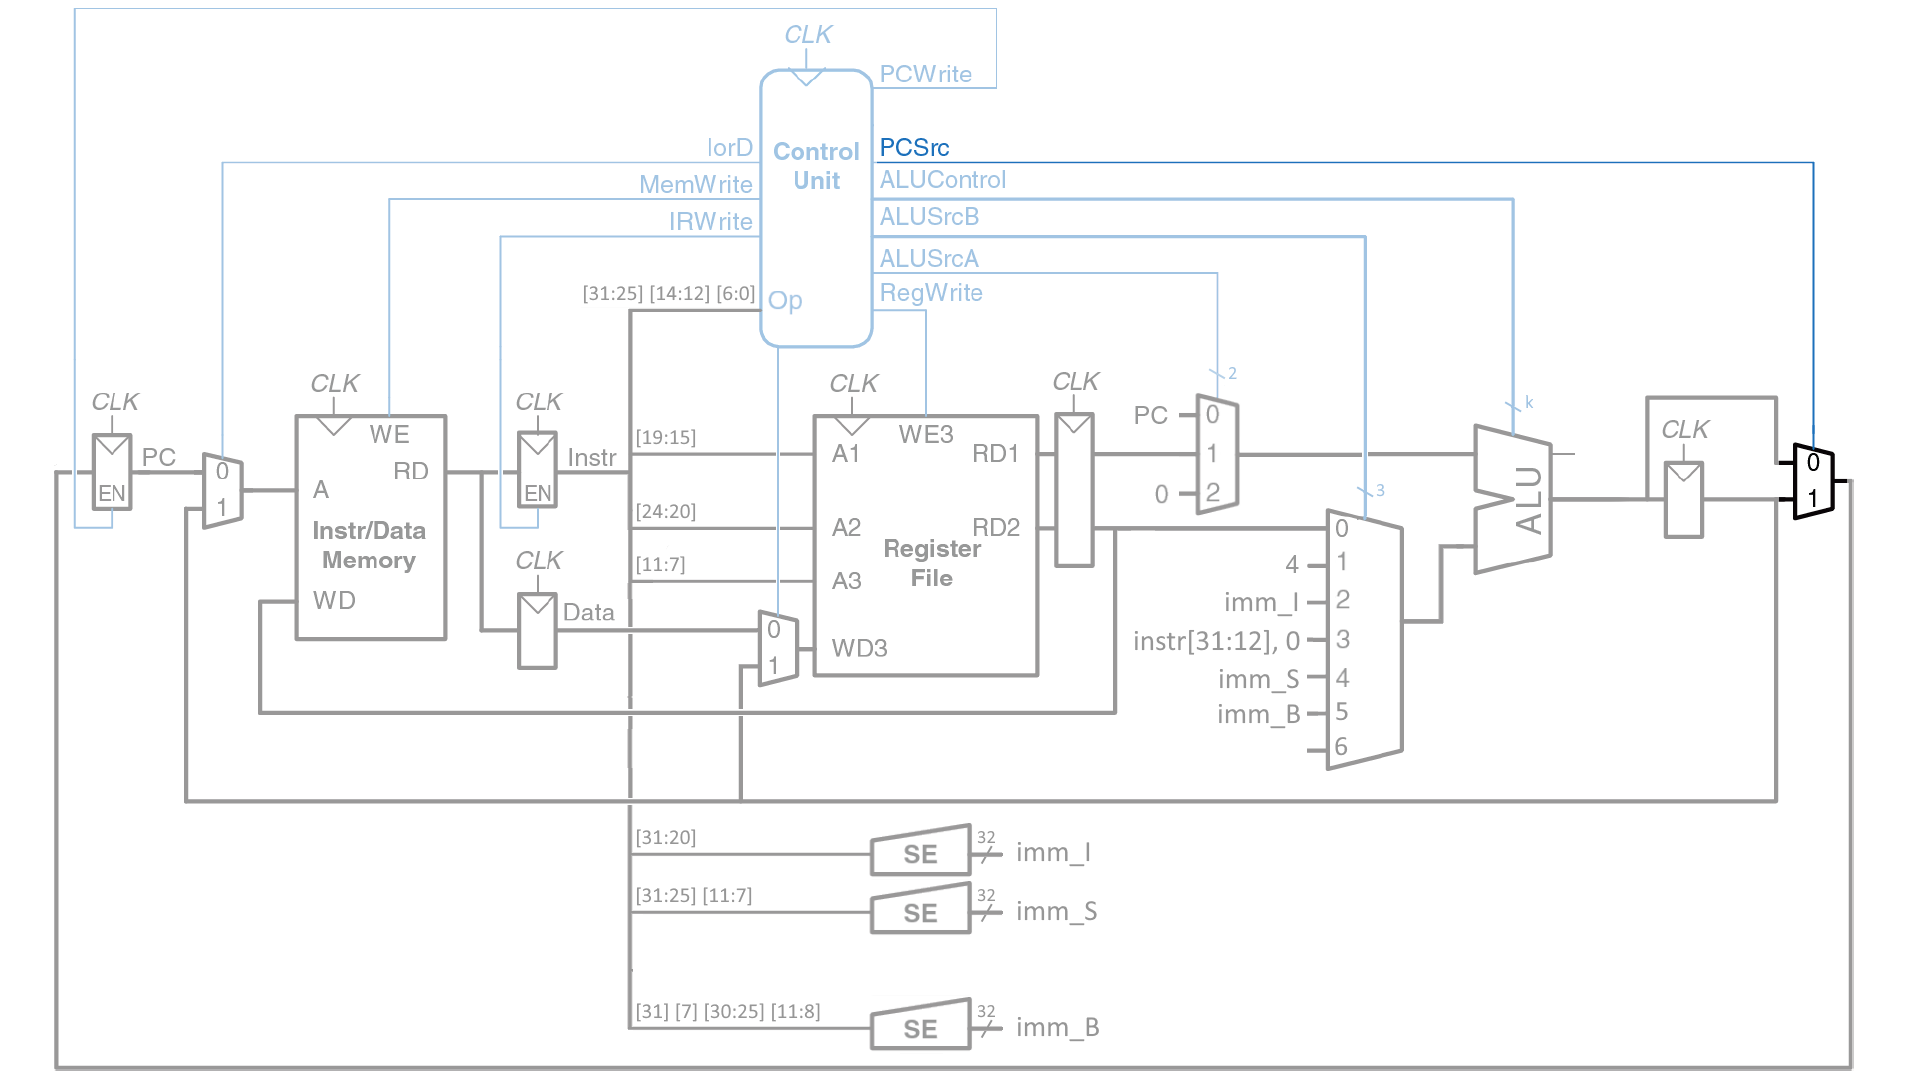 CLK
PCWrite
IorD
Control
Unit
PCSrc
MemWrite
ALUControl
IRWrite
ALUSrcB
ALUSrcA
[31:25] [14:12] [6:0]
Op
RegWrite
CLK
CLK
CLK
CLK
CLK
2
k
PC
EN
0
1
WE
RD
A
Instr/Data
Memory
WD
EN
Instr
[19:15]
[24:20]
[11:7]
CLK
Data
0
1
A1
A2
A3
WD3
WE3
RD1
RD2
Register
File
PC
0
0
1
2
3
4
imm_I
instr[31:12], 0
imm_S
imm_B
0
1
2
3
4
5
6
ALU
CLK
0
1
[31:20]
SE
32
imm_I
[31:25] [11:7]
SE
32
imm_S
[31] [7] [30:25] [11:8]
SE
32
imm_B